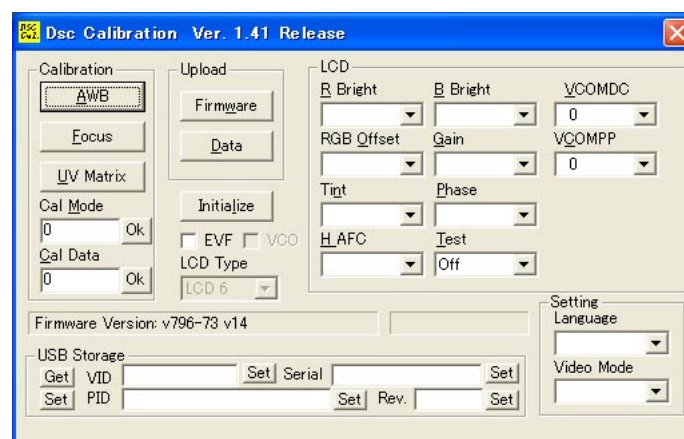 Dsc Calibration Ver. 1.41 Release
Calibration
AWB
Focus
UV Matrix
Cal Mode
0 Ok
Cal Data
0 Ok
Upload
Firmware
Data
Initialize
EVF VCO
LCD Type
LCD 6
LCD
R Bright B Bright VCOMDC
0
RGB Offset Gain VCOMPP
0
Tint Phase
H AFC Test
Off
Firmware Version: v796-73 v14
Setting
Language
Video Mode
USB Storage
Get VID Set Serial Set
Set PID Set Rev. Set